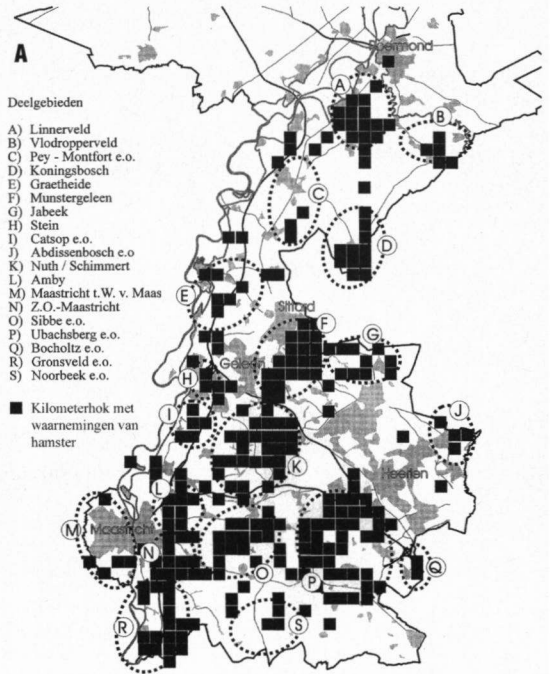 A
Deelgebieden
A) Linnerveld
B) Vlodropperveld
C) Pey - Montfort e.o.
D) Koningsbosch
E) Graetheide
F) Munstergeleen
G) Jabeek
H) Stein
I) Catsop e.o.
J) Abdissenbosch e.o.
K) Nuth / Schimmert
L) Amby
M) Maastricht t.W. v. Maas
N) Z.O.-Maastricht
O) Sibbe e.o.
P) Ubachsberg e.o.
Q) Bocholtz e.o.
R) Gronsveld e.o.
S) Noorbeek e.o.
Kilometerhok met
waarnemingen van
hamster
Roermond
A
B
C
D
E
Sittard
F
G
Geleen
H
I
J
K
Heerlen
L
M
Maastricht
N
O
P
Q
R
S